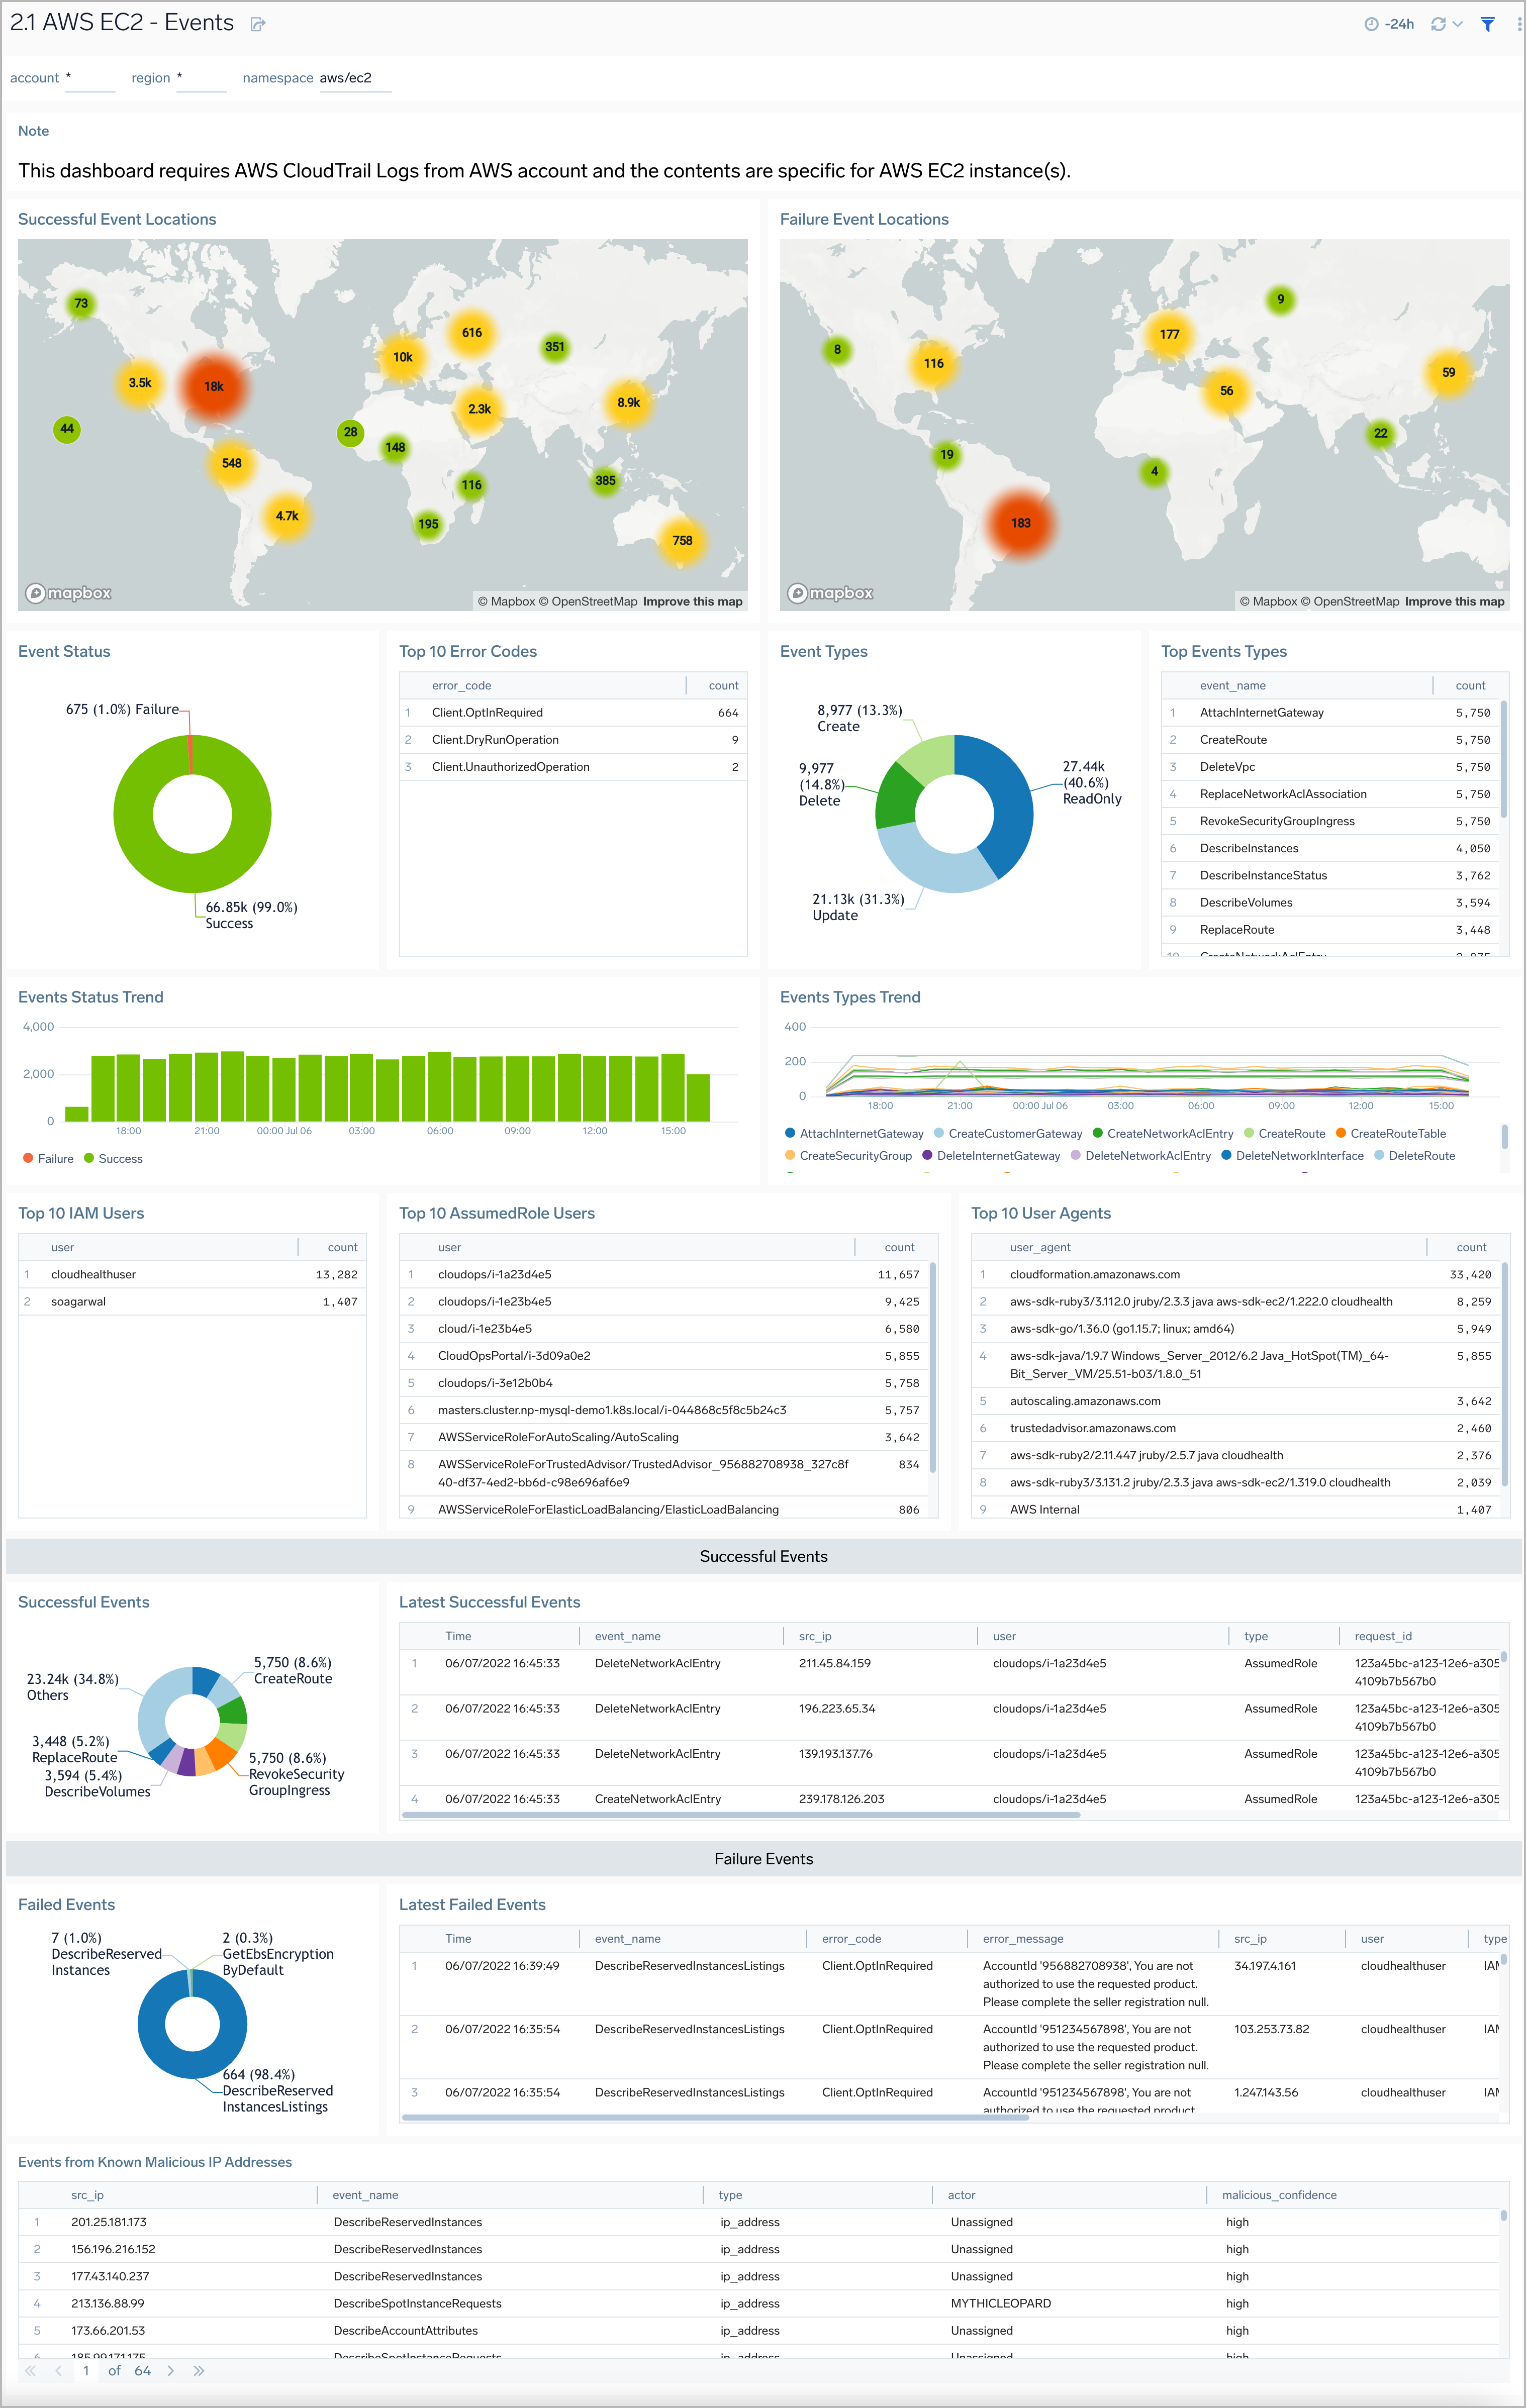 2.1 AWS EC2 - Events
-24h
account * region * namespace aws/ec2
Note
This dashboard requires AWS CloudTrail Logs from AWS account and the contents are specific for AWS EC2 instance(s).
Successful Event Locations
73
616
10k
351
3.5k
18k
2.3k
8.9k
44
28
148
548
116
385
195
4.7k
758
mapbox
© Mapbox © OpenStreetMap Improve this map
Failure Event Locations
9
177
8
116
56
59
22
19
4
183
mapbox
© Mapbox © OpenStreetMap Improve this map
Event Status
675 (1.0%) Failure
66.85k (99.0%)
Success
Top 10 Error Codes
error_code count
1 Client.OptInRequired 664
2 Client.DryRunOperation 9
3 Client.UnauthorizedOperation 2
Event Types
8,977 (13.3%)
Create
9,977
(14.8%)
Delete
27.44k
(40.6%)
ReadOnly
21.13k (31.3%)
Update
Top Events Types
event_name count
1 AttachInternetGateway 5,750
2 CreateRoute 5,750
3 DeleteVpc 5,750
4 ReplaceNetworkAclAssociation 5,750
5 RevokeSecurityGroupIngress 5,750
6 DescribeInstances 4,050
7 DescribeInstanceStatus 3,762
8 DescribeVolumes 3,594
9 ReplaceRoute 3,448
10 CreateNetworkAclEntry
Events Status Trend
4,000
2,000
0
18:00 21:00 00:00 Jul 06 03:00 06:00 09:00 12:00 15:00
Failure Success
Events Types Trend
400
200
0
18:00 21:00 00:00 Jul 06 03:00 06:00 09:00 12:00 15:00
AttachInternetGateway CreateCustomerGateway CreateNetworkAclEntry CreateRoute CreateRouteTable
CreateSecurityGroup DeleteInternetGateway DeleteNetworkAclEntry DeleteNetworkInterface DeleteRoute
Top 10 IAM Users
user count
1 cloudhealthuser 13,282
2 soagarwal 1,407
Top 10 AssumedRole Users
user count
1 cloudops/i-1a23d4e5 11,657
2 cloudops/i-1e23b4e5 9,425
3 cloud/i-1e23b4e5 6,580
4 CloudOpsPortal/i-3d09a0e2 5,855
5 cloudops/i-3e12b0b4 5,758
6 masters.cluster.np-mysql-demo1.k8s.local/i-044868c5f8c5b24c3 5,757
7 AWSServiceRoleForAutoScaling/AutoScaling 3,642
8 AWSServiceRoleForTrustedAdvisor/TrustedAdvisor_956882708938_327c8f 834
40-df37-4ed2-bb6d-c98e696af6e9
9 AWSServiceRoleForElasticLoadBalancing/ElasticLoadBalancing 806
Top 10 User Agents
user_agent count
1 cloudformation.amazonaws.com 33,420
2 aws-sdk-ruby3/3.112.0 jruby/2.3.3 java aws-sdk-ec2/1.222.0 cloudhealth 8,259
3 aws-sdk-go/1.36.0 (go1.15.7; linux; amd64) 5,949
4 aws-sdk-java/1.9.7 Windows_Server_2012/6.2 Java_HotSpot(TM)_64- 5,855
Bit_Server_VM/25.51-b03/1.8.0_51
5 autoscaling.amazonaws.com 3,642
6 trustedadvisor.amazonaws.com 2,460
7 aws-sdk-ruby2/2.11.447 jruby/2.5.7 java cloudhealth 2,376
8 aws-sdk-ruby3/3.131.2 jruby/2.3.3 java aws-sdk-ec2/1.319.0 cloudhealth 2,039
9 AWS Internal 1,407
Successful Events
Successful Events
5,750 (8.6%)
CreateRoute
23.24k (34.8%)
Others
3,448 (5.2%)
ReplaceRoute
3,594 (5.4%)
DescribeVolumes
5,750 (8.6%)
RevokeSecurity
GroupIngress
Latest Successful Events
Time event_name src_ip user type request_id
1 06/07/2022 16:45:33 DeleteNetworkAclEntry 211.45.84.159 cloudops/i-1a23d4e5 AssumedRole 123a45bc-a123-12e6-a305
4109b7b567b0
2 06/07/2022 16:45:33 DeleteNetworkAclEntry 196.223.65.34 cloudops/i-1a23d4e5 AssumedRole 123a45bc-a123-12e6-a305
4109b7b567b0
3 06/07/2022 16:45:33 DeleteNetworkAclEntry 139.193.137.76 cloudops/i-1a23d4e5 AssumedRole 123a45bc-a123-12e6-a305
4109b7b567b0
4 06/07/2022 16:45:33 CreateNetworkAclEntry 239.178.126.203 cloudops/i-1a23d4e5 AssumedRole 123a45bc-a123-12e6-a305
Failure Events
Failed Events
7 (1.0%)
DescribeReserved
Instances
2 (0.3%)
GetEbsEncryption
ByDefault
664 (98.4%)
DescribeReserved
InstancesListings
Latest Failed Events
Time event_name error_code error_message src_ip user type
1 06/07/2022 16:39:49 DescribeReservedInstancesListings Client.OptInRequired AccountId '956882708938', You are not 34.197.4.161 cloudhealthuser IAM
authorized to use the requested product.
Please complete the seller registration null.
2 06/07/2022 16:35:54 DescribeReservedInstancesListings Client.OptInRequired AccountId '951234567898', You are not 103.253.73.82 cloudhealthuser IAM
authorized to use the requested product.
Please complete the seller registration null.
3 06/07/2022 16:35:54 DescribeReservedInstancesListings Client.OptInRequired AccountId '951234567898', You are not 1.247.143.56 cloudhealthuser IAM
authorized to use the requested product
Events from Known Malicious IP Addresses
src_ip event_name type actor malicious_confidence
1 201.25.181.173 DescribeReservedInstances ip_address Unassigned high
2 156.196.216.152 DescribeReservedInstances ip_address Unassigned high
3 177.43.140.237 DescribeReservedInstances ip_address Unassigned high
4 213.136.88.99 DescribeSpotInstanceRequests ip_address MYTHICLEOPARD high
5 173.66.201.53 DescribeAccountAttributes ip_address Unassigned high
6 DescribeSpotInstanceRequests ip_address Unassigned high
1 of 64